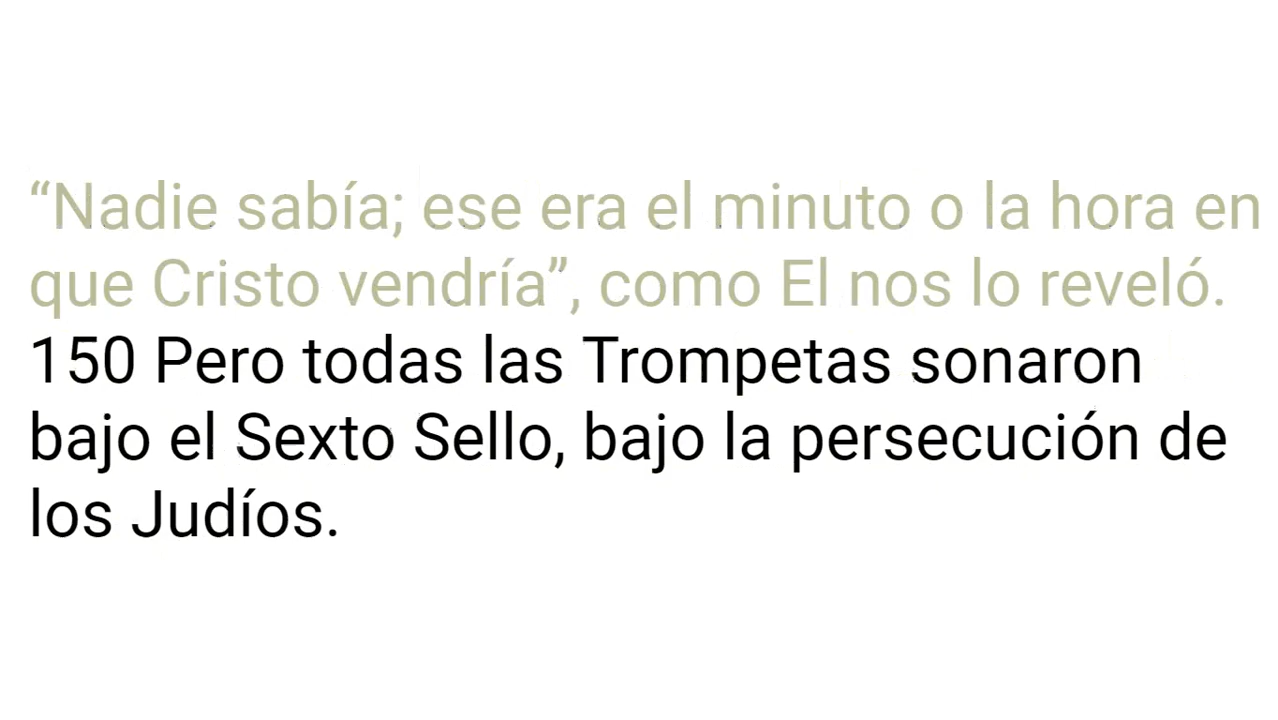 “Nadie sabía; ese era el minuto o la hora en
que Cristo vendría”, como El nos lo reveló.
150 Pero todas las Trompetas sonaron
bajo el Sexto Sello, bajo la persecución de
los Judíos.